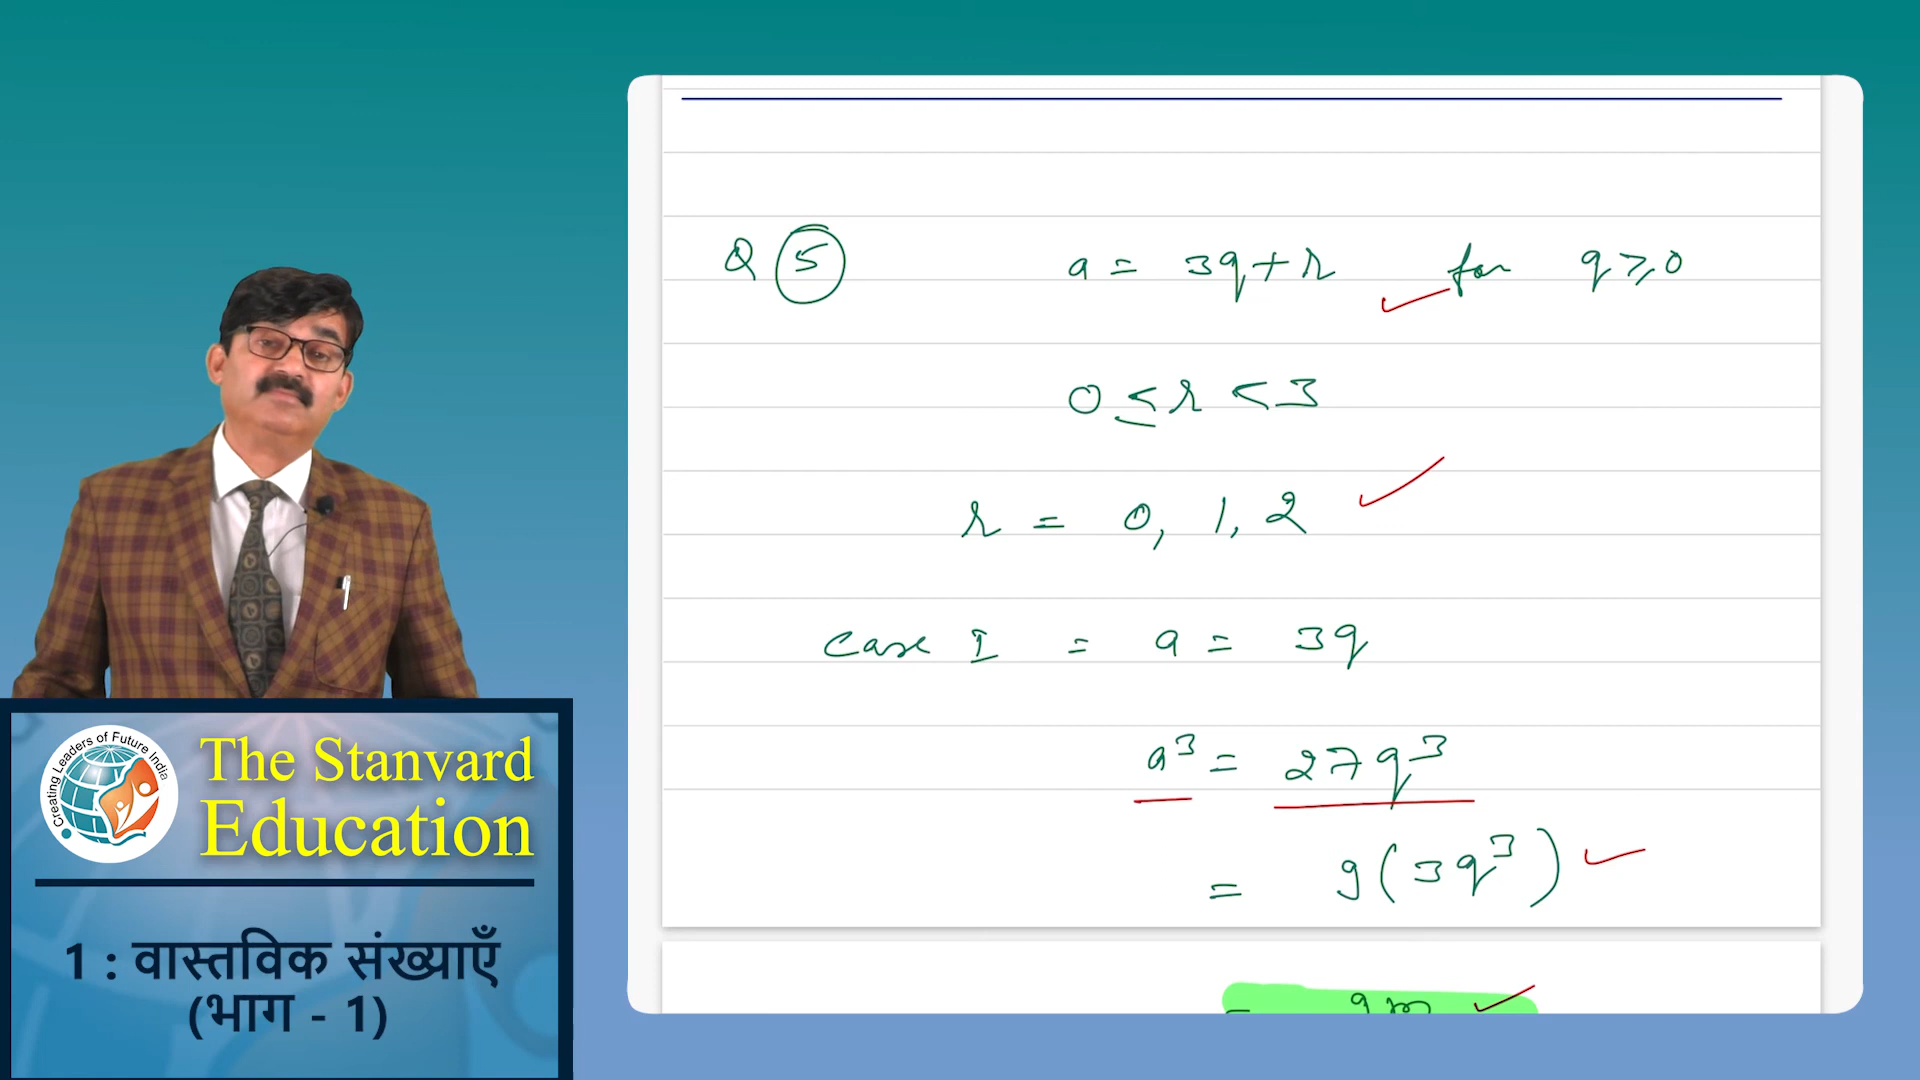 Q 5 a = 3q + r for q ≥ 0
0 ≤ r < 3
r = 0, 1, 2
Case I = a = 3q
a³ = 27q³
= 9(3q³)
= 9m
Creating Leaders of Future India
The Stanvard
Education
1 : वास्तविक संख्याएँ
(भाग - 1)